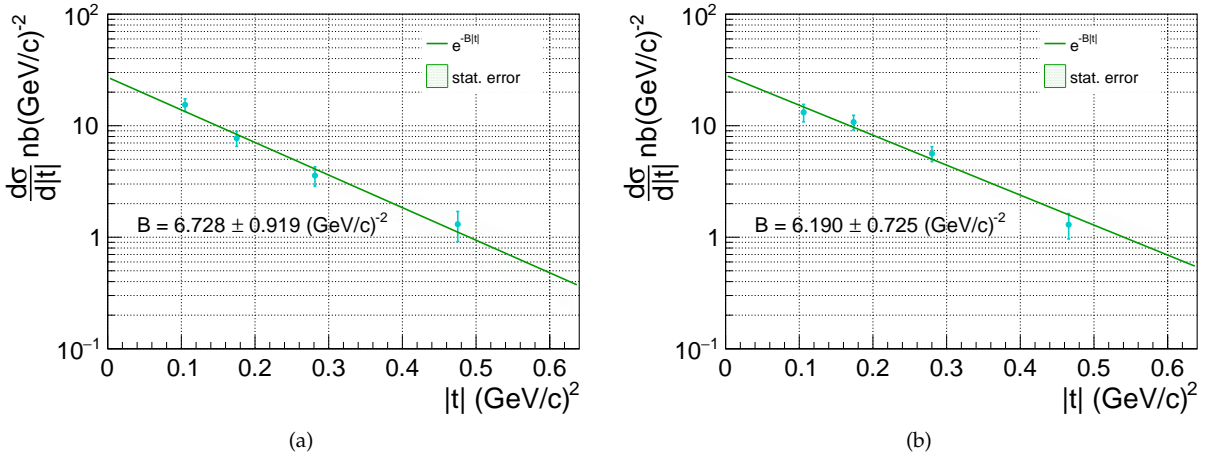 10²
10
1
10⁻¹
dσ/d|t| nb(GeV/c)⁻²
e⁻ᴮ|ᵗ|
stat. error
B = 6.728 ± 0.919 (GeV/c)⁻²
0 0.1 0.2 0.3 0.4 0.5 0.6
|t| (GeV/c)²
(a)
10²
10
1
10⁻¹
dσ/d|t| nb(GeV/c)⁻²
e⁻ᴮ|ᵗ|
stat. error
B = 6.190 ± 0.725 (GeV/c)⁻²
0 0.1 0.2 0.3 0.4 0.5 0.6
|t| (GeV/c)²
(b)